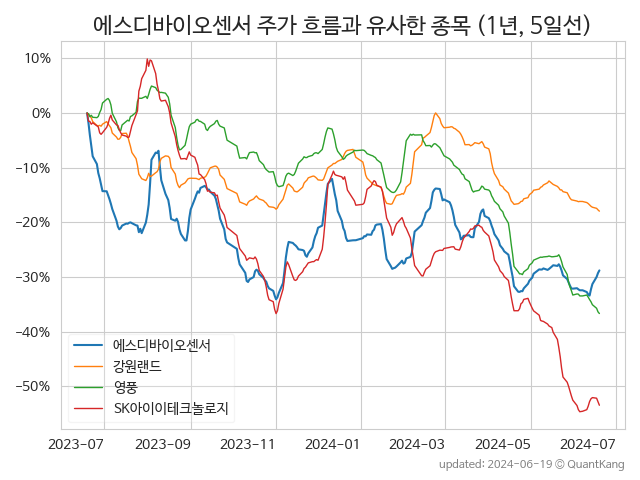 에스디바이오센서 주가 흐름과 유사한 종목 (1년, 5일선)
10%
0%
−10%
−20%
−30%
−40%
−50%
에스디바이오센서
강원랜드
영풍
SK아이이테크놀로지
2023-07 2023-09 2023-11 2024-01 2024-03 2024-05 2024-07
updated: 2024-06-19 © QuantKang